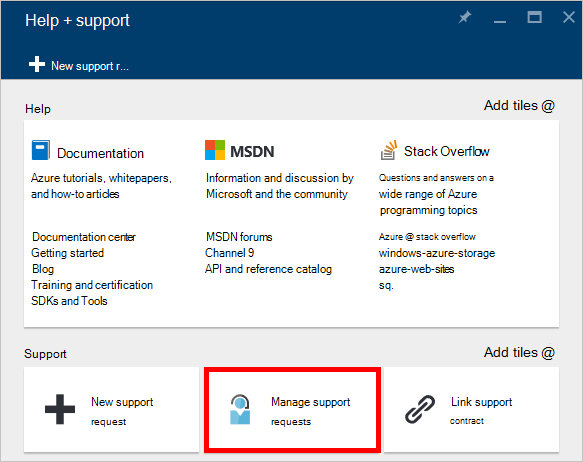 Help + support
New support r...
Help
Add tiles @
Documentation
Azure tutorials, whitepapers,
and how-to articles
Documentation center
Getting started
Blog
Training and certification
SDKs and Tools
MSDN
Information and discussion by
Microsoft and the community
MSDN forums
Channel 9
API and reference catalog
Stack Overflow
Questions and answers on a
wide range of Azure
programming topics
Azure @ stack overflow
windows-azure-storage
azure-web-sites
sq.
Support
Add tiles @
New support
request
Manage support
requests
Link support
contract